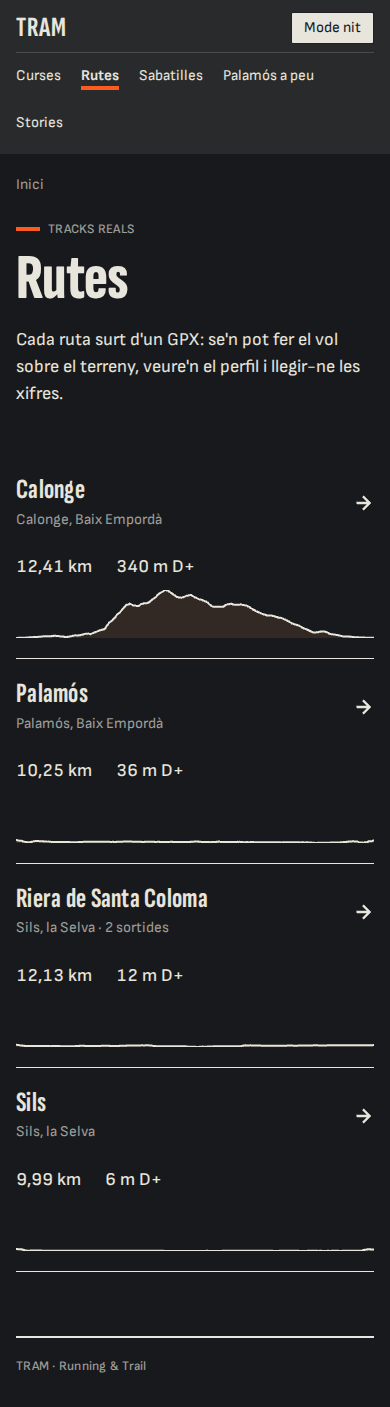 TRAM
Mode nit
Curses Rutes Sabatilles Palamós a peu
Stories
Inici
TRACKS REALS
Rutes
Cada ruta surt d'un GPX: se'n pot fer el vol
sobre el terreny, veure'n el perfil i llegir-ne les
xifres.
Calonge
→
Calonge, Baix Empordà
12,41 km 340 m D+
Palamós
→
Palamós, Baix Empordà
10,25 km 36 m D+
Riera de Santa Coloma
→
Sils, la Selva · 2 sortides
12,13 km 12 m D+
Sils
→
Sils, la Selva
9,99 km 6 m D+
TRAM · Running & Trail